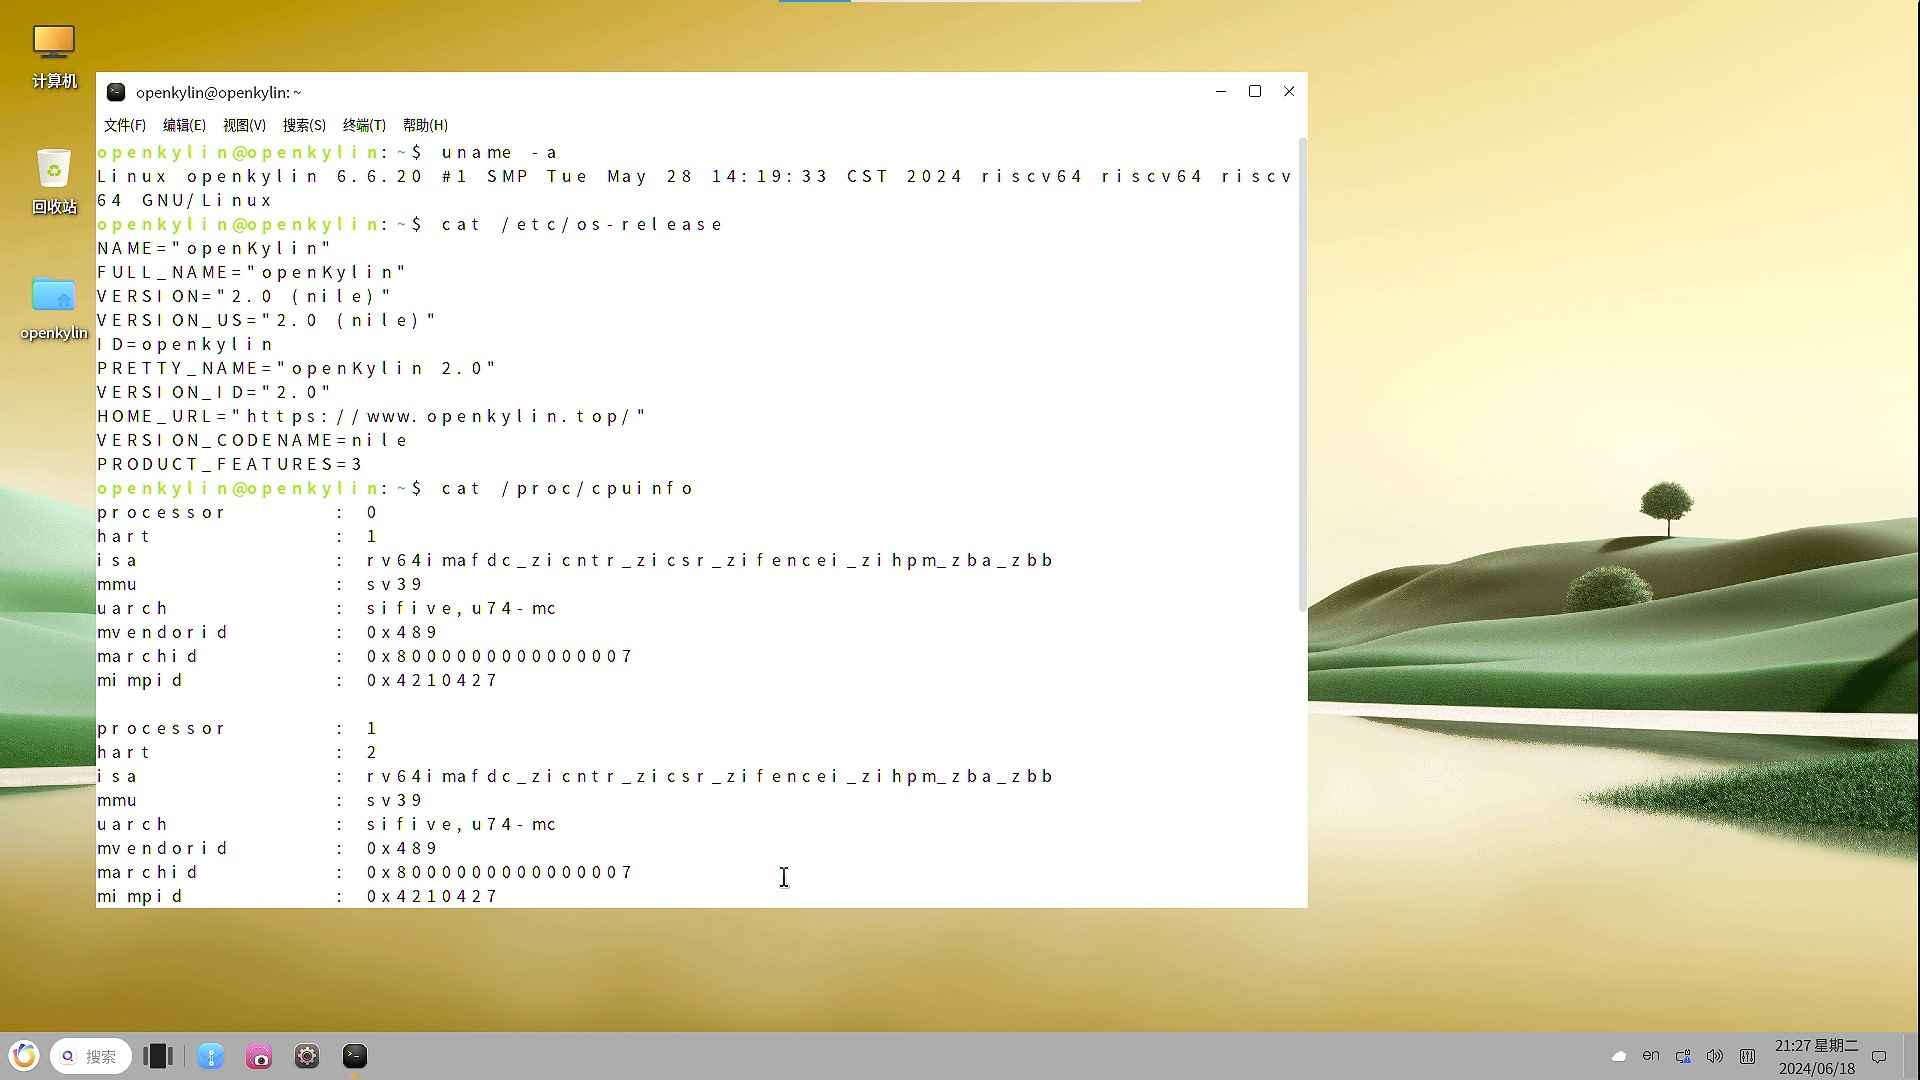 计算机
回收站
openkylin
openkylin@openkylin: ~
文件(F) 编辑(E) 视图(V) 搜索(S) 终端(T) 帮助(H)
openkylin@openkylin:~$ uname -a
Linux openkylin 6.6.20 #1 SMP Tue May 28 14:19:33 CST 2024 riscv64 riscv64 riscv
64 GNU/Linux
openkylin@openkylin:~$ cat /etc/os-release
NAME="openKylin"
FULL_NAME="openKylin"
VERSION="2.0 (nile)"
VERSION_US="2.0 (nile)"
ID=openkylin
PRETTY_NAME="openKylin 2.0"
VERSION_ID="2.0"
HOME_URL="https://www.openkylin.top/"
VERSION_CODENAME=nile
PRODUCT_FEATURES=3
openkylin@openkylin:~$ cat /proc/cpuinfo
processor : 0
hart : 1
isa : rv64imafdc_zicntr_zicsr_zifencei_zihpm_zba_zbb
mmu : sv39
uarch : sifive,u74-mc
mvendorid : 0x489
marchid : 0x8000000000000007
mimpid : 0x4210427
processor : 1
hart : 2
isa : rv64imafdc_zicntr_zicsr_zifencei_zihpm_zba_zbb
mmu : sv39
uarch : sifive,u74-mc
mvendorid : 0x489
marchid : 0x8000000000000007
mimpid : 0x4210427
搜索
en
21:27 星期二
2024/06/18